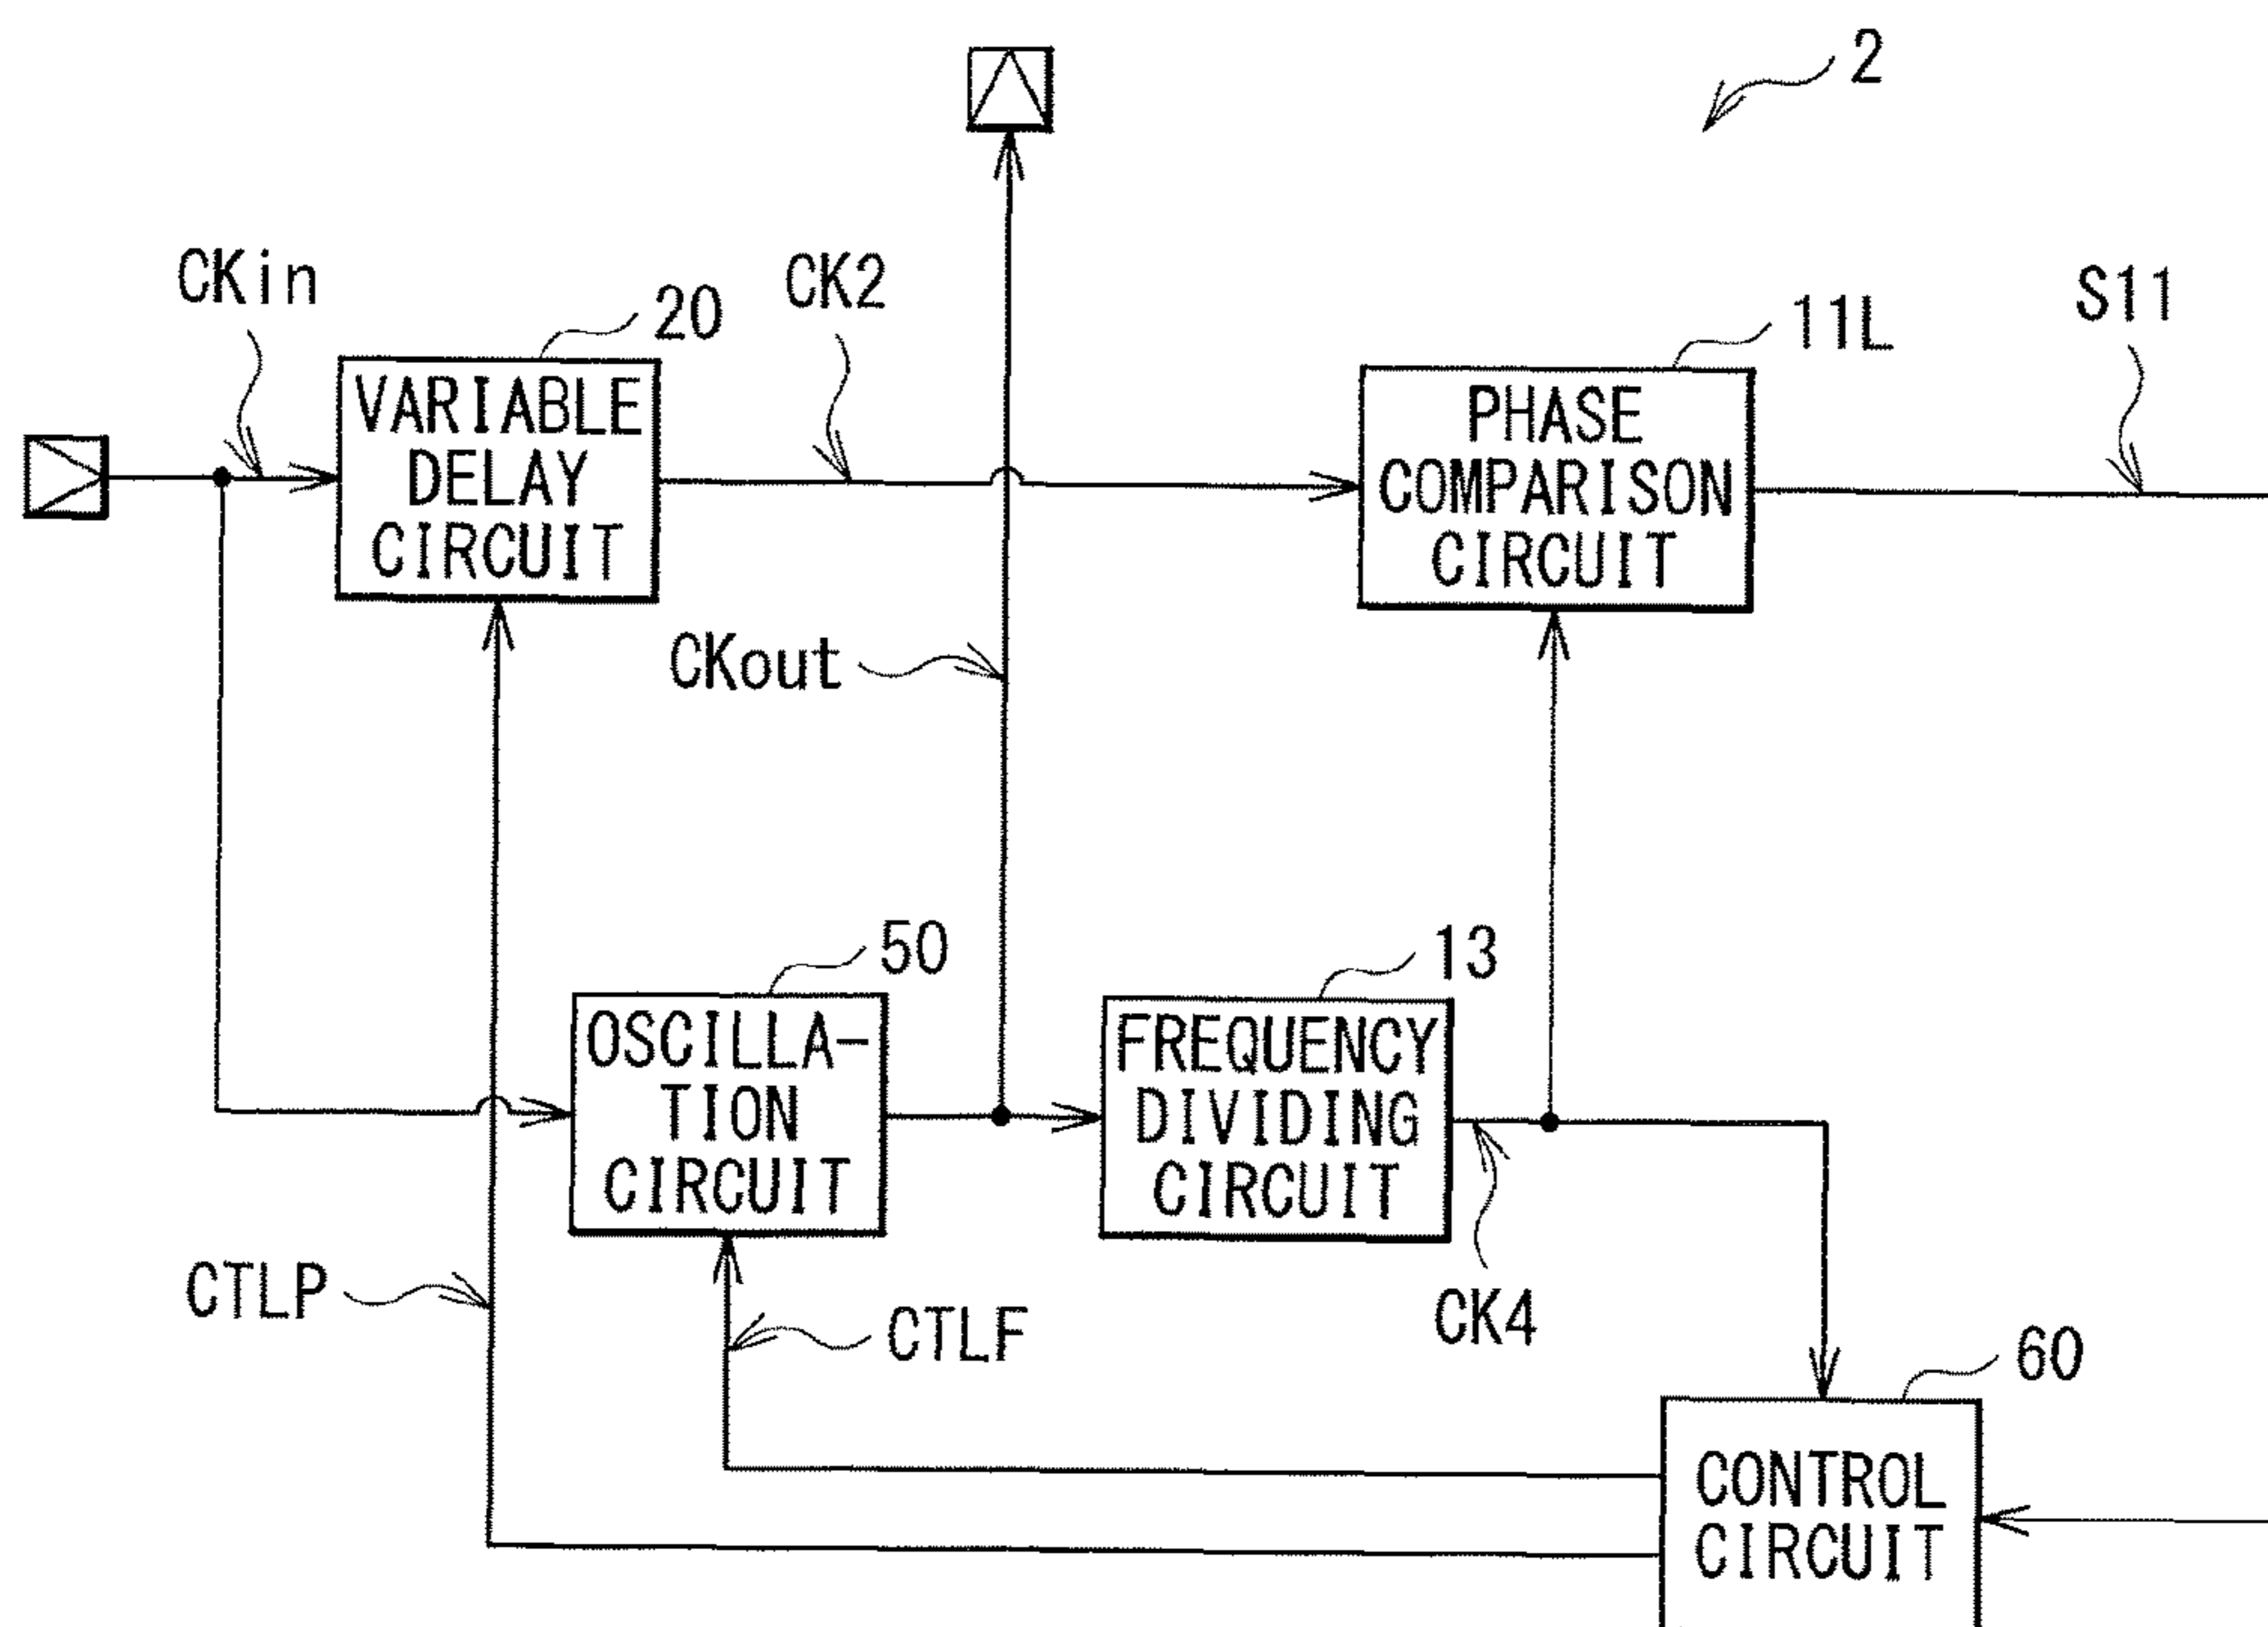 2
CKin
20
CK2
11L
S11
VARIABLE
DELAY
CIRCUIT
PHASE
COMPARISON
CIRCUIT
CKout
50
13
OSCILLA-
TION
CIRCUIT
FREQUENCY
DIVIDING
CIRCUIT
CTLP
CTLF
CK4
60
CONTROL
CIRCUIT